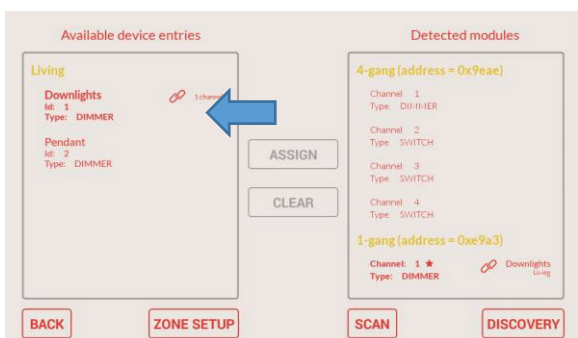 Available device entries
Living
Downlights
Id: 1
Type: DIMMER
1 channel
Pendant
Id: 2
Type: DIMMER
ASSIGN
CLEAR
BACK
ZONE SETUP
Detected modules
4-gang (address = 0x9eae)
Channel 1
Type DIMMER
Channel 2
Type SWITCH
Channel 3
Type SWITCH
Channel 4
Type SWITCH
1-gang (address = 0xe9a3)
Channel: 1 ★
Type: DIMMER
Downlights
Living
SCAN
DISCOVERY